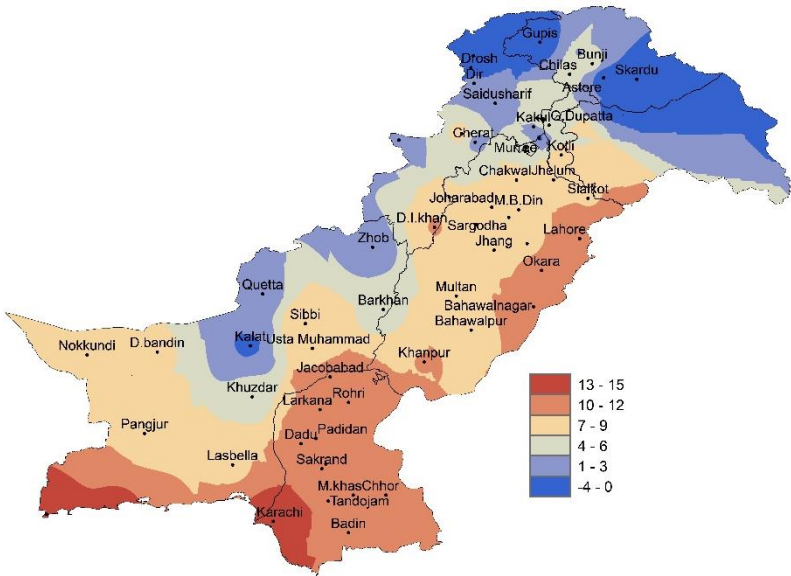 Gupis
Bunji
Drosh
Chilas
Skardu
Dir
Astore
Saidusharif
Kakul
G.Dupatta
Cherat
Murree
Kotli
Chakwal
Jhelum
Sialkot
Joharabad
M.B.Din
D.I.khan
Sargodha
Lahore
Zhob
Jhang
Okara
Quetta
Multan
Barkhan
Bahawalnagar
Sibbi
Bahawalpur
Kalat
Usta Muhammad
Nokkundi
D.bandin
Khanpur
Jacobabad
Khuzdar
Rohri
Larkana
Pangjur
Dadu
Padidan
Lasbella
Sakrand
M.khas
Chhor
Tandojam
Karachi
Badin
13 - 15
10 - 12
7 - 9
4 - 6
1 - 3
-4 - 0